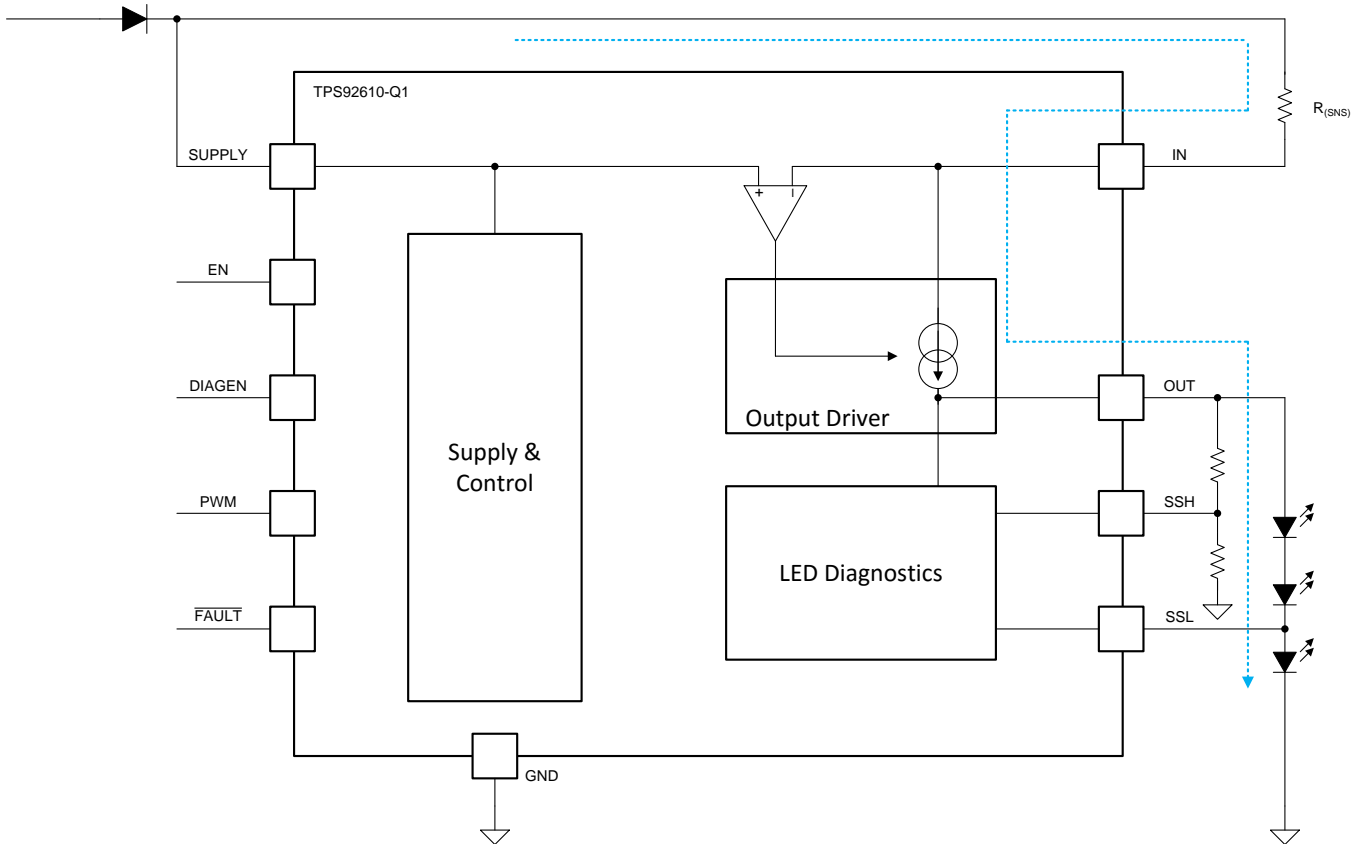 TPS92610-Q1
R(SNS)
SUPPLY
IN
+ –
EN
DIAGEN
OUT
Output Driver
Supply &
Control
PWM
SSH
LED Diagnostics
FAULT
SSL
GND